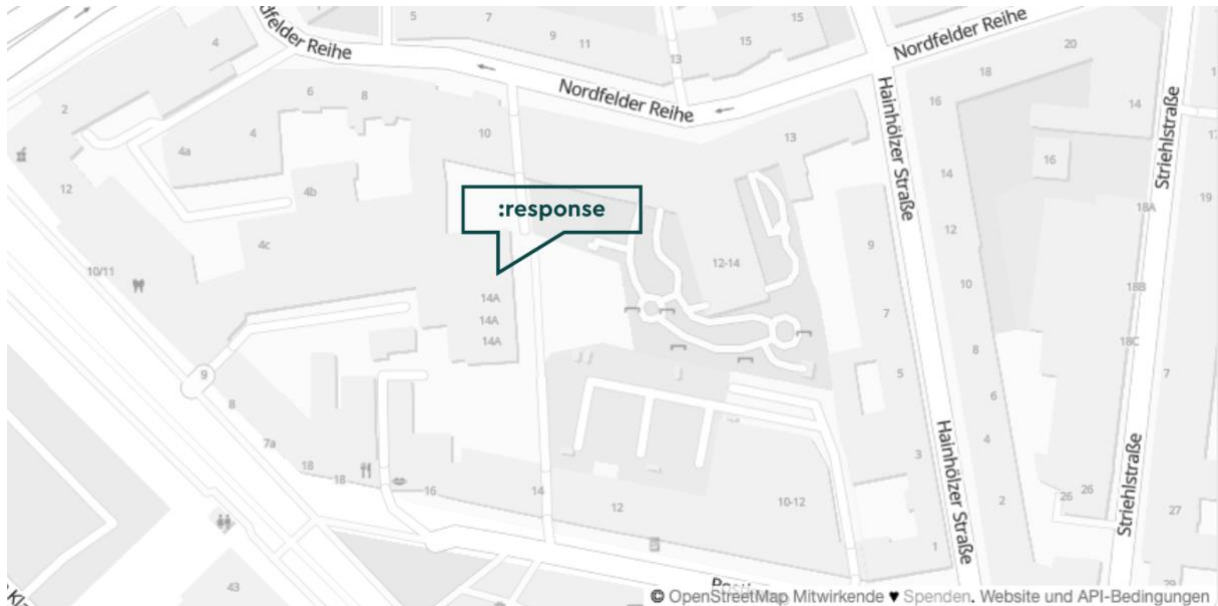 5
7
15
4
dfelder Reihe
9
11
13
15
Nordfelder Reihe
20
2
6
8
Nordfelder Reihe
18
16
14
4
10
13
Hainhölzer Straße
Striehlstraße
4a
16
14
12
4b
:response
18A
19
4c
9
12
12-14
10/11
10
18B
14A
7
14A
18C
14A
8
9
5
7
8
6
7a
Hainhölzer Straße
4
3
18
18
16
14
12
10-12
2
26
26
Striehlstraße
27
1
43
29
© OpenStreetMap Mitwirkende ♥ Spenden. Website und API-Bedingungen